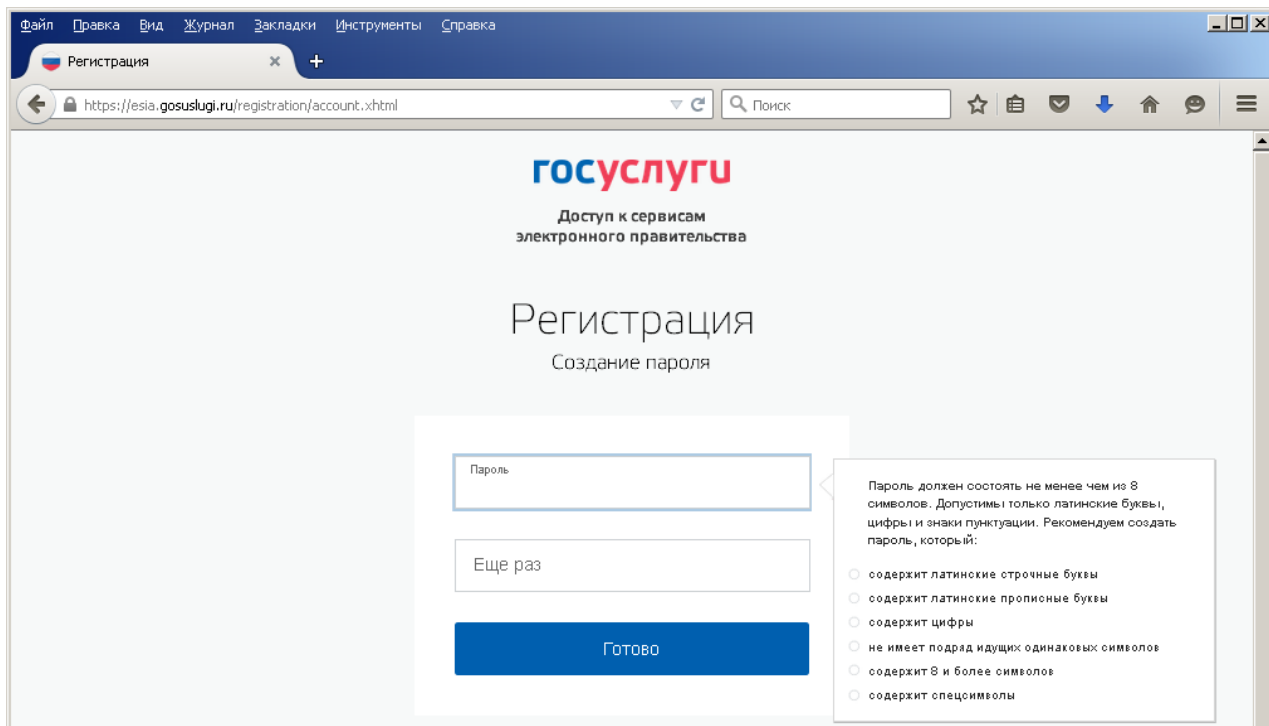 Файл Правка Вид Журнал Закладки Инструменты Справка
Регистрация
https://esia.gosuslugi.ru/registration/account.xhtml
Поиск
госуслуги
Доступ к сервисам
электронного правительства
Регистрация
Создание пароля
Пароль
Еще раз
Готово
Пароль должен состоять не менее чем из 8
символов. Допустимы только латинские буквы,
цифры и знаки пунктуации. Рекомендуем создать
пароль, который:
содержит латинские строчные буквы
содержит латинские прописные буквы
содержит цифры
не имеет подряд идущих одинаковых символов
содержит 8 и более символов
содержит спецсимволы